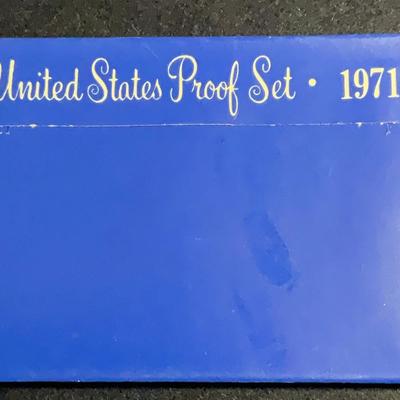 United States Proof Set · 1971